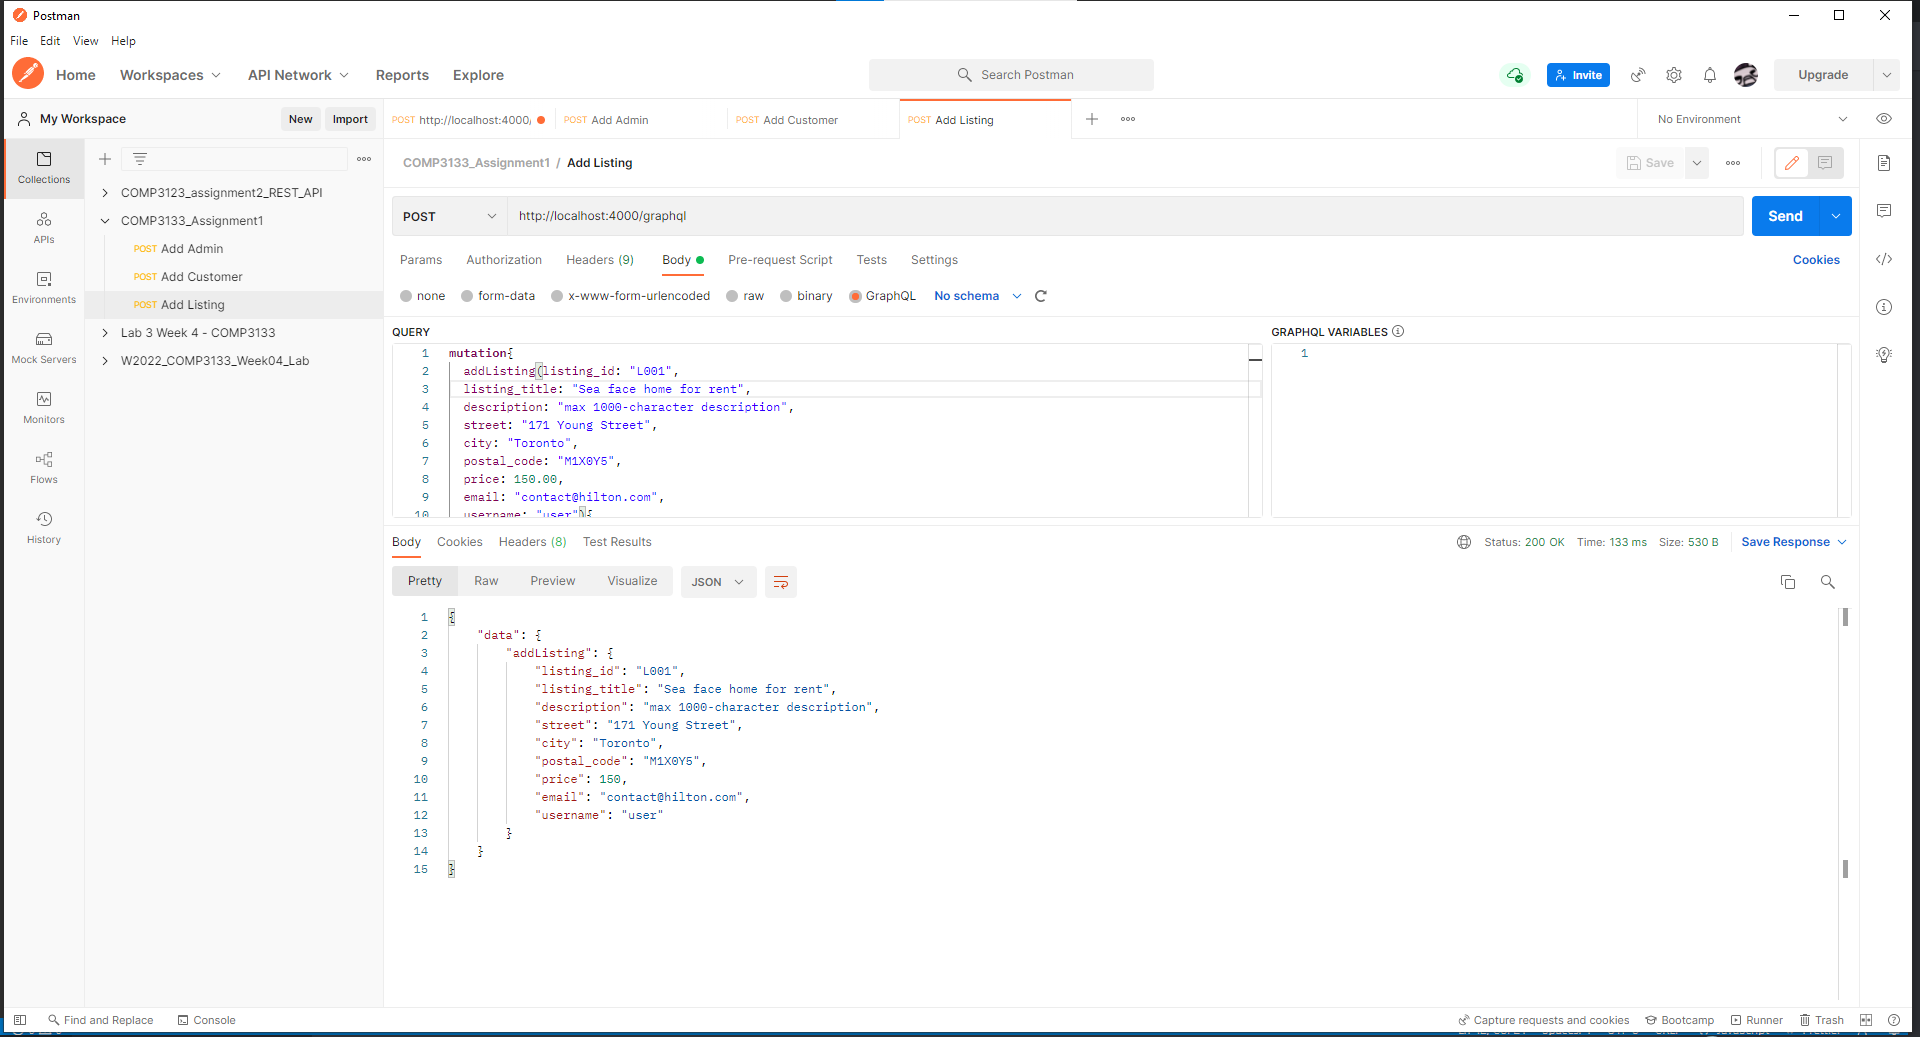 Postman
File Edit View Help
Home Workspaces API Network Reports Explore Search Postman Invite Upgrade
My Workspace New Import
POST http://localhost:4000/ POST Add Admin POST Add Customer POST Add Listing No Environment
Collections
APIs
Environments
Mock Servers
Monitors
Flows
History
COMP3123_assignment2_REST_API
COMP3133_Assignment1
POST Add Admin
POST Add Customer
POST Add Listing
Lab 3 Week 4 - COMP3133
W2022_COMP3133_Week04_Lab
COMP3133_Assignment1 / Add Listing Save
POST http://localhost:4000/graphql Send
Params Authorization Headers (9) Body Pre-request Script Tests Settings Cookies
none form-data x-www-form-urlencoded raw binary GraphQL No schema
QUERY
1 mutation{
2 addListing(listing_id: "L001",
3 listing_title: "Sea face home for rent",
4 description: "max 1000-character description",
5 street: "171 Young Street",
6 city: "Toronto",
7 postal_code: "M1X0Y5",
8 price: 150.00,
9 email: "contact@hilton.com",
10 username: "user"){
GRAPHQL VARIABLES
1
Body Cookies Headers (8) Test Results Status: 200 OK Time: 133 ms Size: 530 B Save Response
Pretty Raw Preview Visualize JSON
1 {
2 "data": {
3 "addListing": {
4 "listing_id": "L001",
5 "listing_title": "Sea face home for rent",
6 "description": "max 1000-character description",
7 "street": "171 Young Street",
8 "city": "Toronto",
9 "postal_code": "M1X0Y5",
10 "price": 150,
11 "email": "contact@hilton.com",
12 "username": "user"
13 }
14 }
15 }
Find and Replace Console Capture requests and cookies Bootcamp Runner Trash